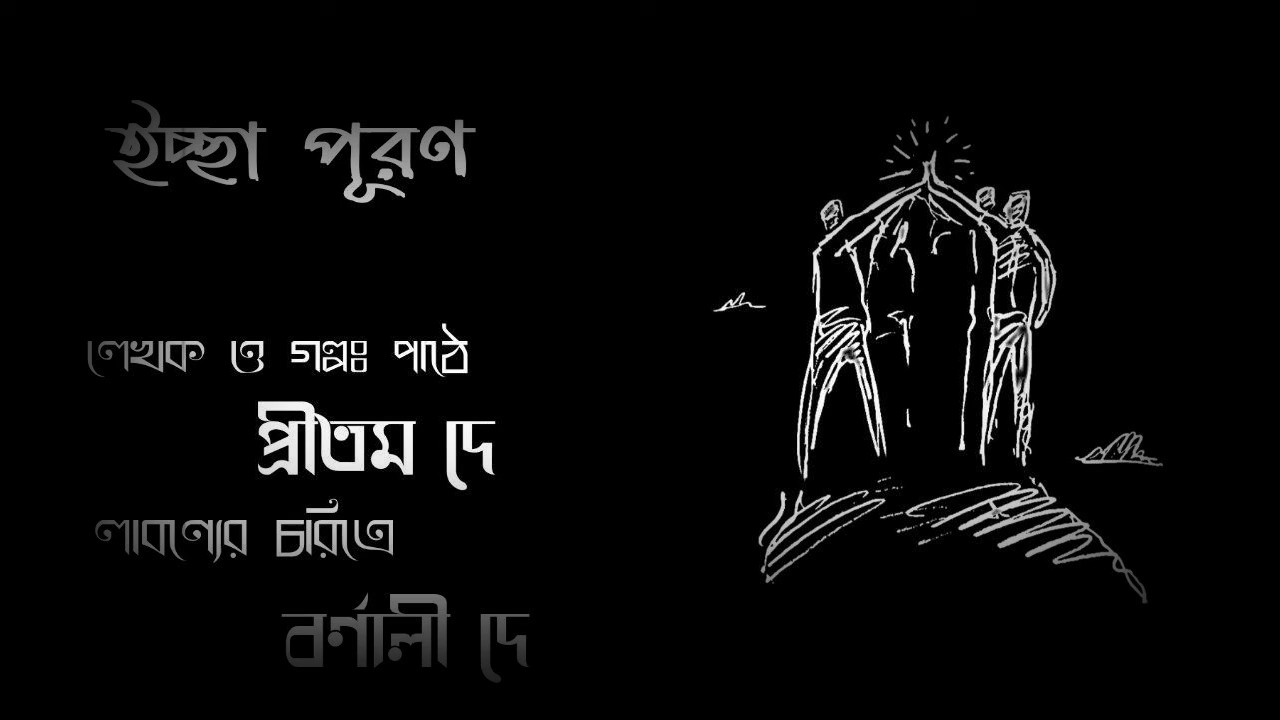 ইচ্ছা পূরণ
লেখক ও গল্পঃ পাঠে
প্রীতম দে
লাবণ্যের চরিত্রে
বর্ণালী দে